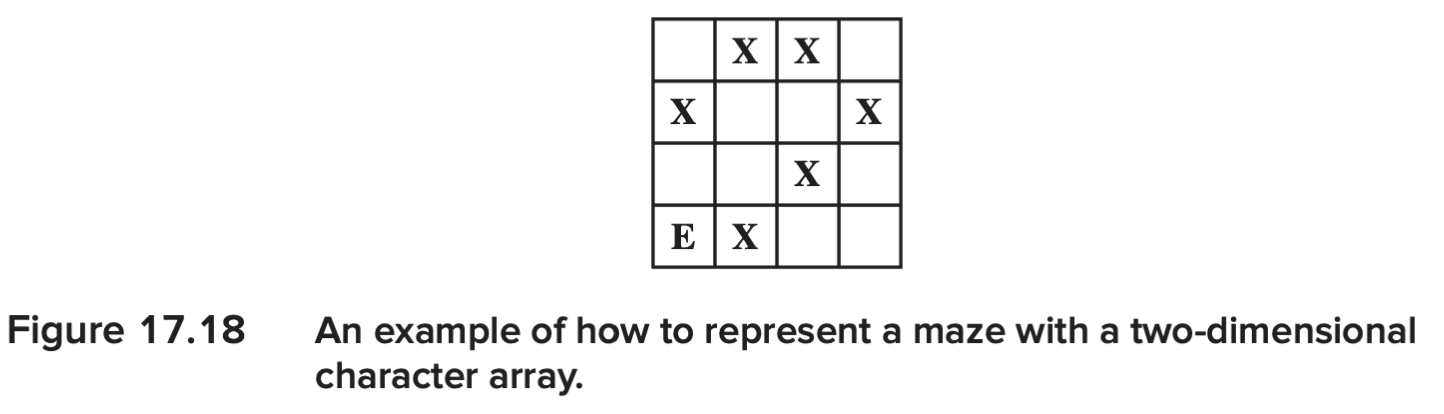 X X
X X
X
E X
Figure 17.18 An example of how to represent a maze with a two-dimensional
character array.